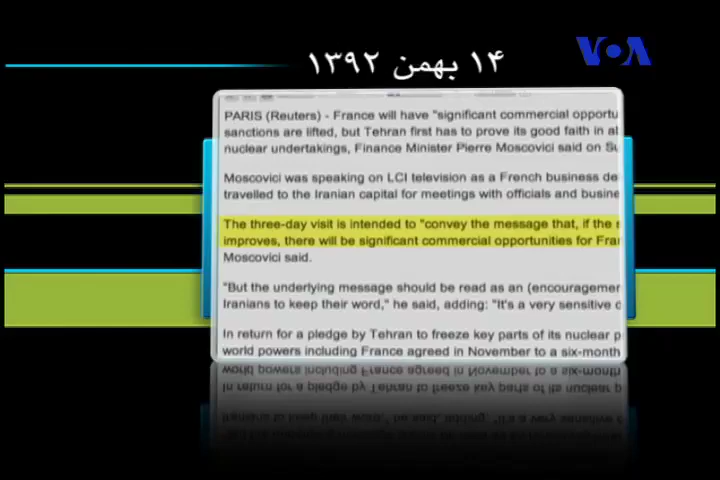 ۱۴ بهمن ۱۳۹۲
VOA
PARIS (Reuters) - France will have "significant commercial
sanctions are lifted, but Tehran first has to prove its good faith in
nuclear undertakings, Finance Minister Pierre Moscovici said on
Moscovici was speaking on LCI television as a French business
travelled to the Iranian capital for meetings with officials and
The three-day visit is intended to "convey the message that, if the
improves, there will be significant commercial opportunities for
Moscovici said.
"But the underlying message should be read as an
Iranians to keep their word," he said, adding: "It's a very sensitive
In return for a pledge by Tehran to freeze key parts of its nuclear
world powers including France agreed in November to a six-month